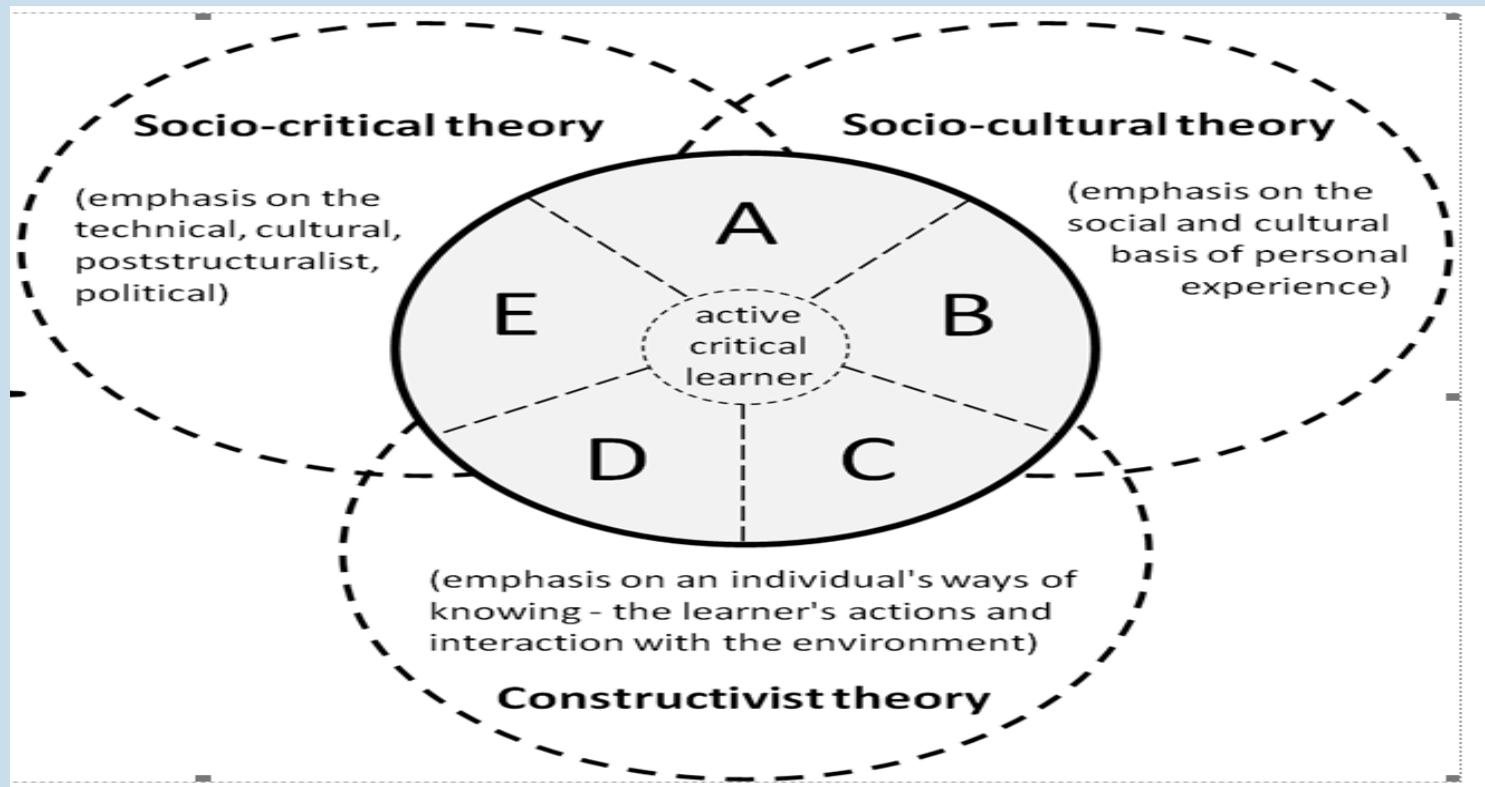 Socio-critical theory
(emphasis on the
technical, cultural,
poststructuralist,
political)
Socio-cultural theory
(emphasis on the
social and cultural
basis of personal
experience)
A
B
C
D
E
active
critical
learner
(emphasis on an individual's ways of
knowing - the learner's actions and
interaction with the environment)
Constructivist theory